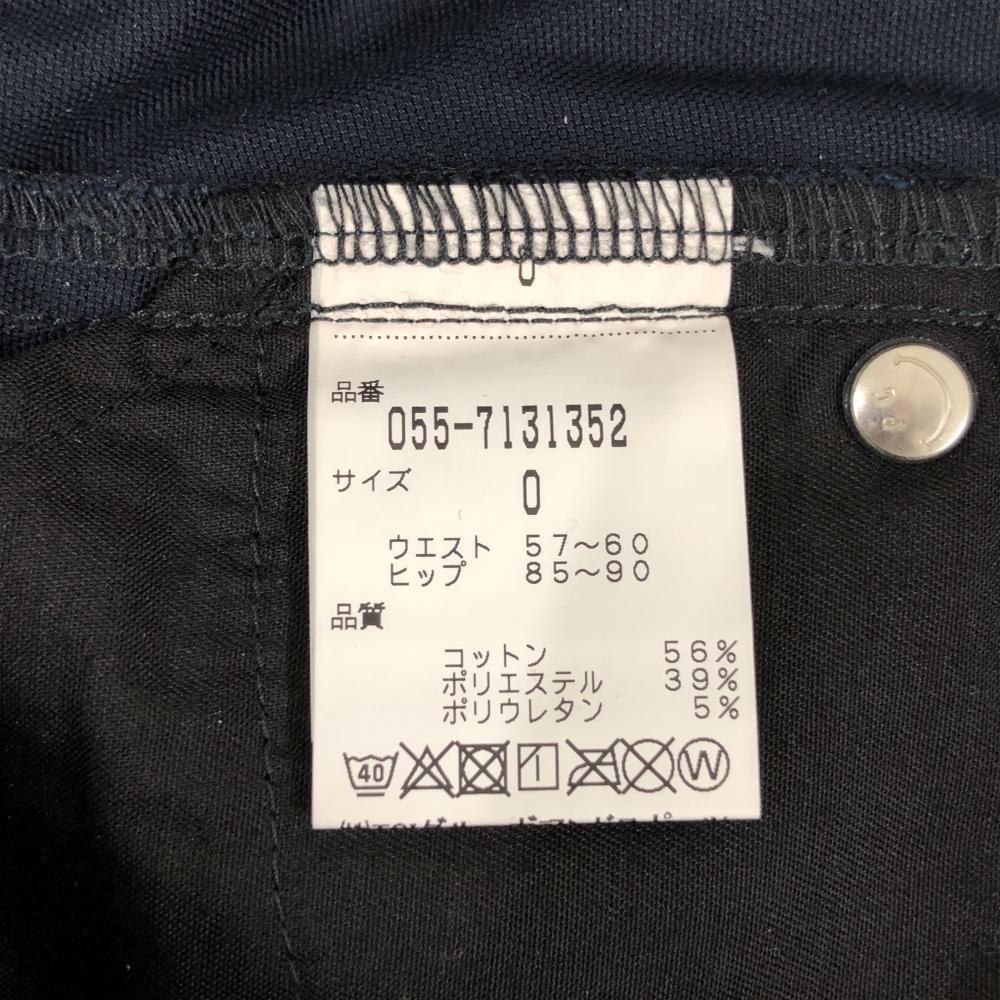 0
品番
055-7131352
サイズ
0
ウエスト 57～60
ヒップ 85～90
品質
コットン 56%
ポリエステル 39%
ポリウレタン 5%
40
W